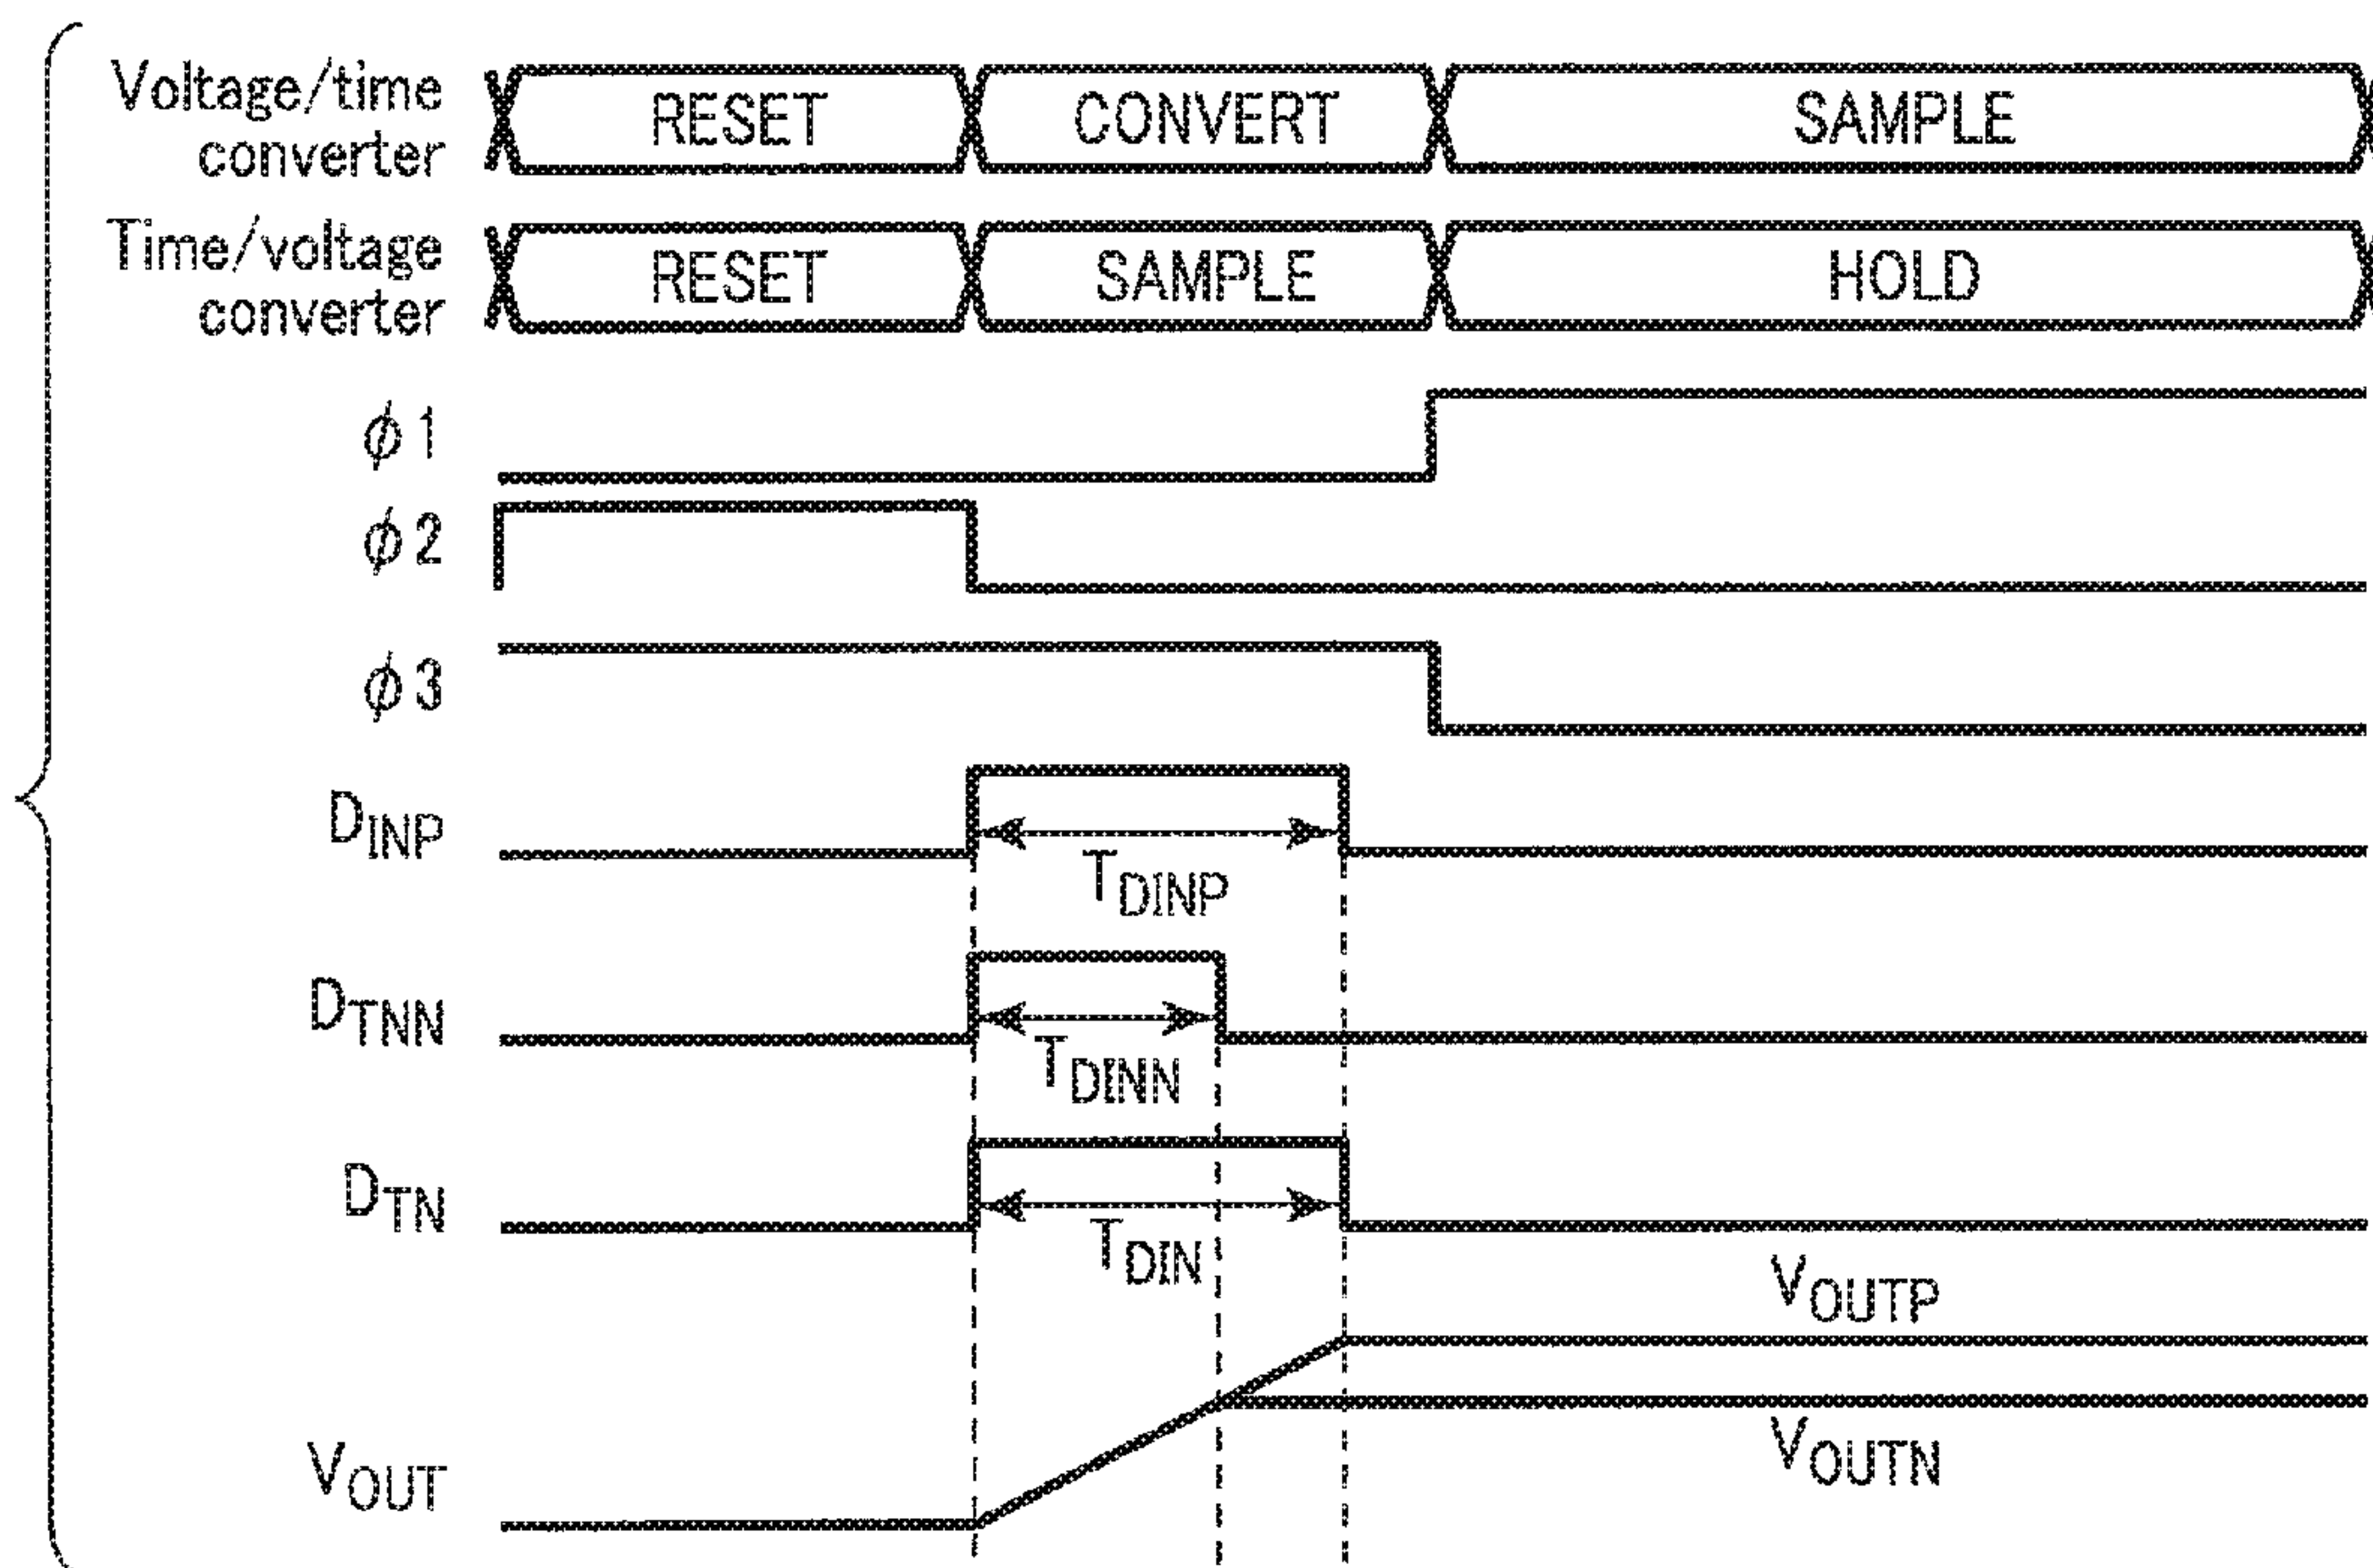 Voltage/time
converter
RESET CONVERT SAMPLE
Time/voltage
converter
RESET SAMPLE HOLD
ϕ1
ϕ2
ϕ3
DINP
TDINP
DTNN
TDINN
DTN
TDIN
VOUTP
VOUT
VOUTN